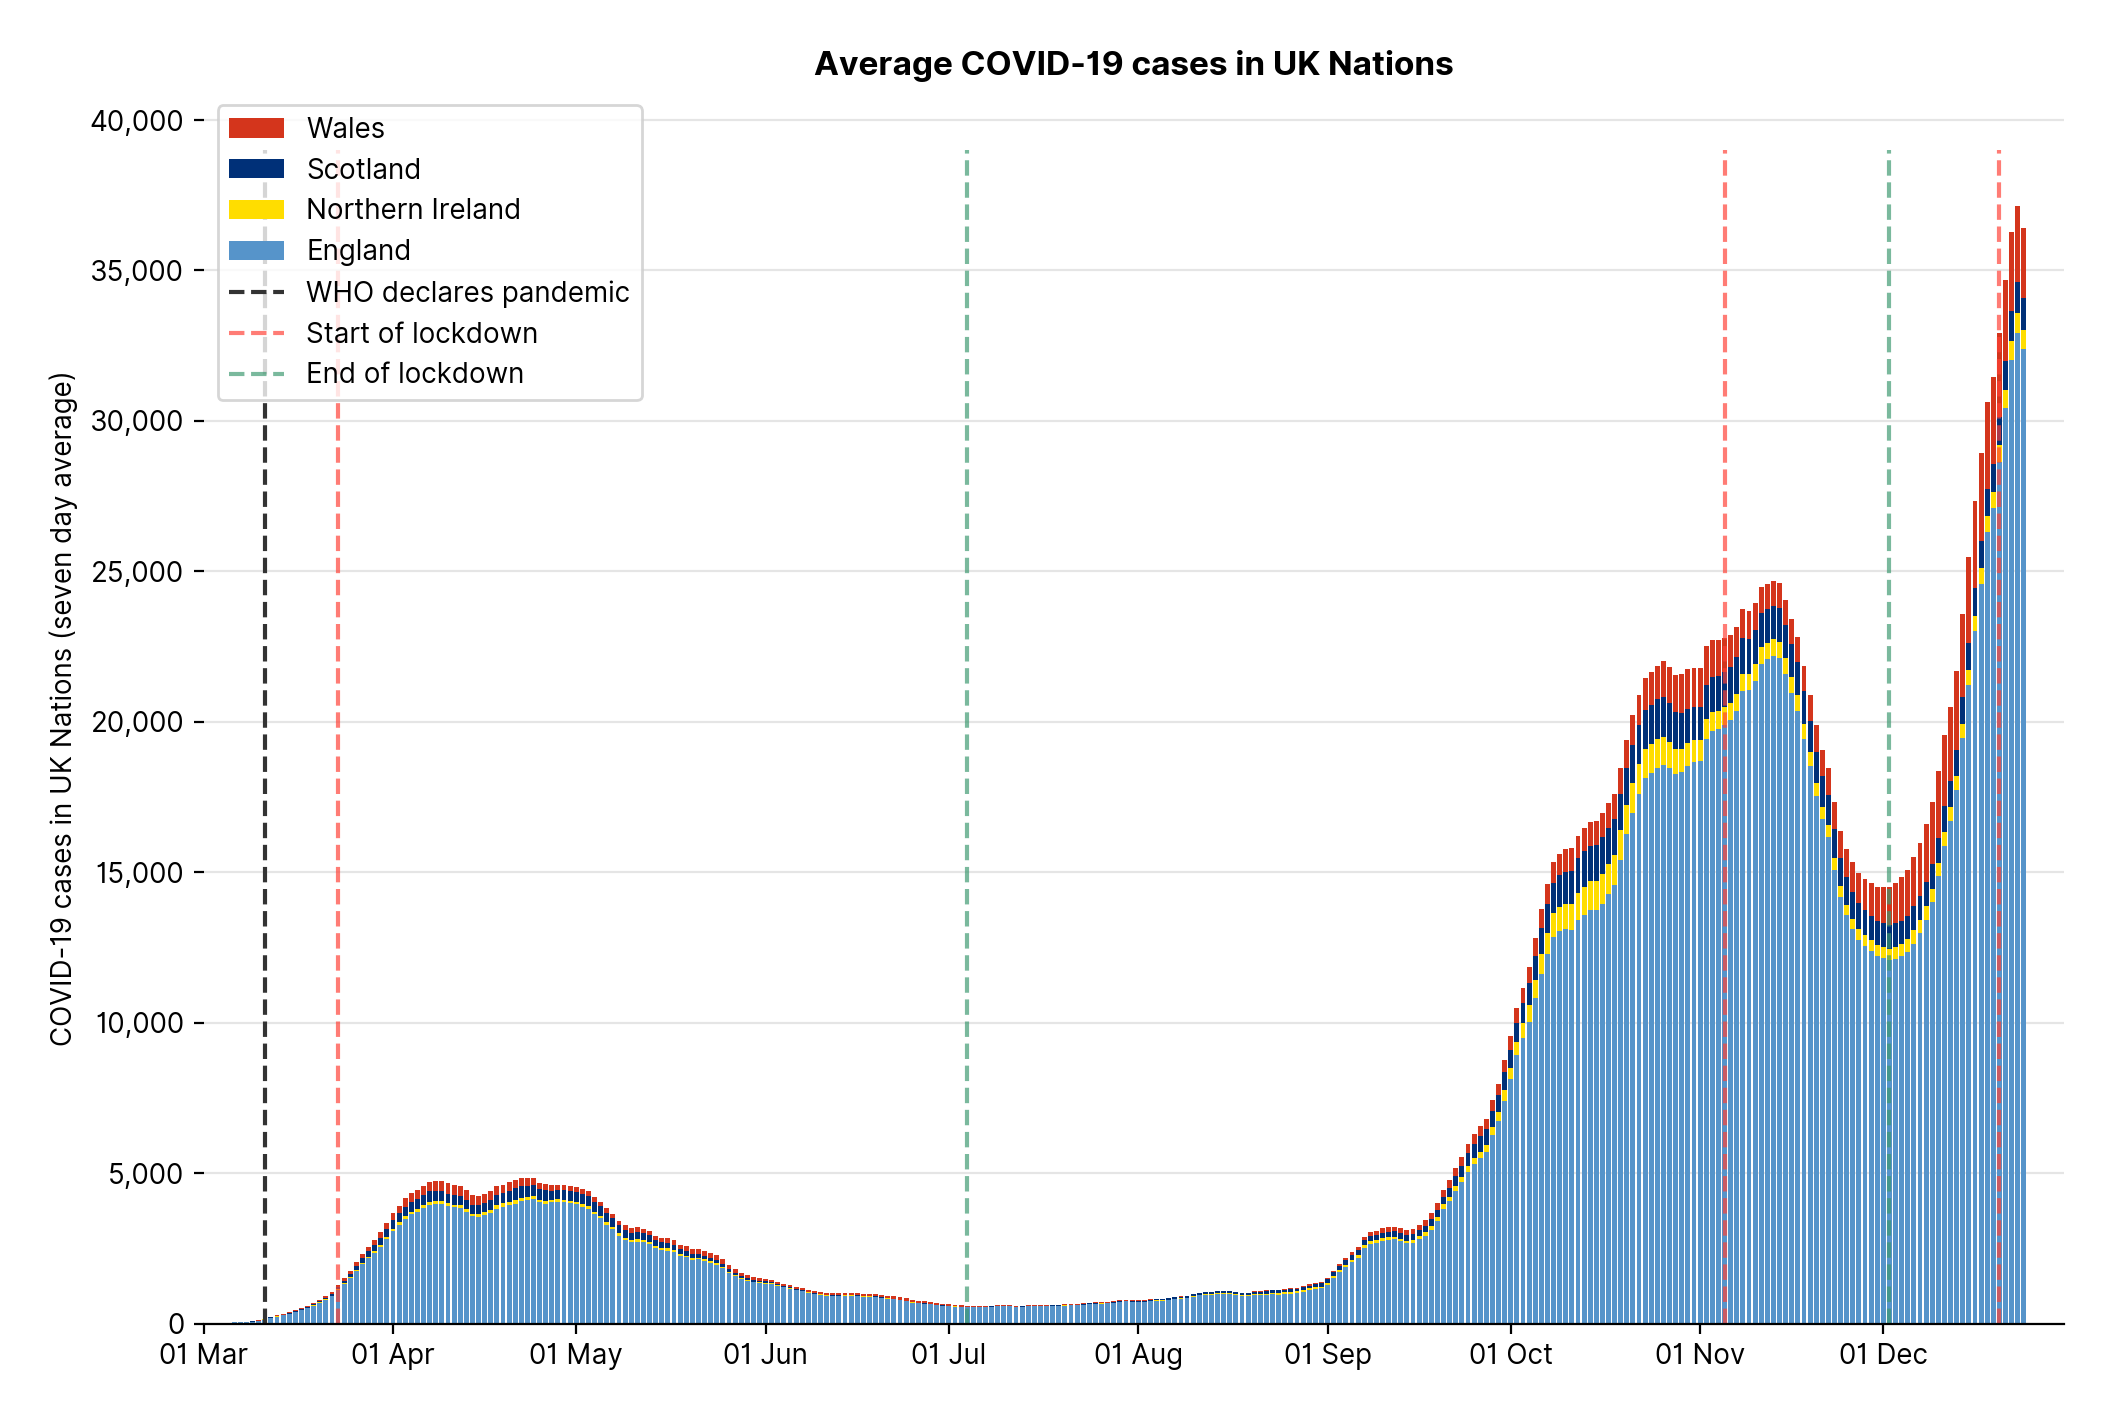 Average COVID-19 cases in UK Nations
40,000
35,000
30,000
25,000
20,000
15,000
10,000
5,000
0
COVID-19 cases in UK Nations (seven day average)
Wales
Scotland
Northern Ireland
England
WHO declares pandemic
Start of lockdown
End of lockdown
01 Mar
01 Apr
01 May
01 Jun
01 Jul
01 Aug
01 Sep
01 Oct
01 Nov
01 Dec